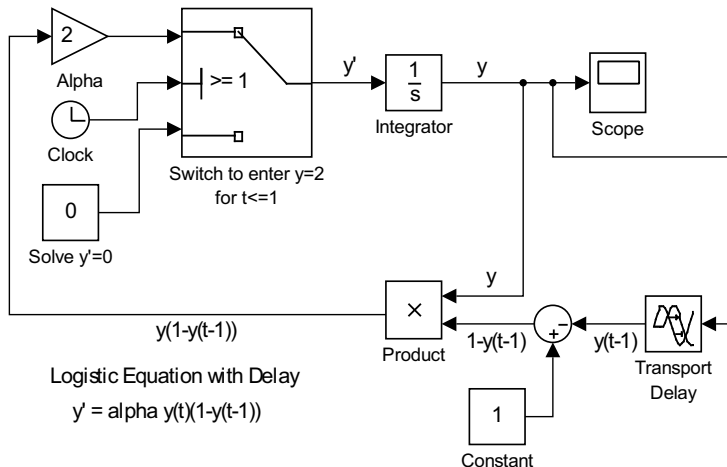 2
Alpha
Clock
0
Solve y'=0
>= 1
Switch to enter y=2
for t<=1
y'
1
s
Integrator
y
Scope
y
×
Product
y(1-y(t-1))
1-y(t-1)
+
−
y(t-1)
Transport
Delay
1
Constant
Logistic Equation with Delay
y' = alpha y(t)(1-y(t-1))